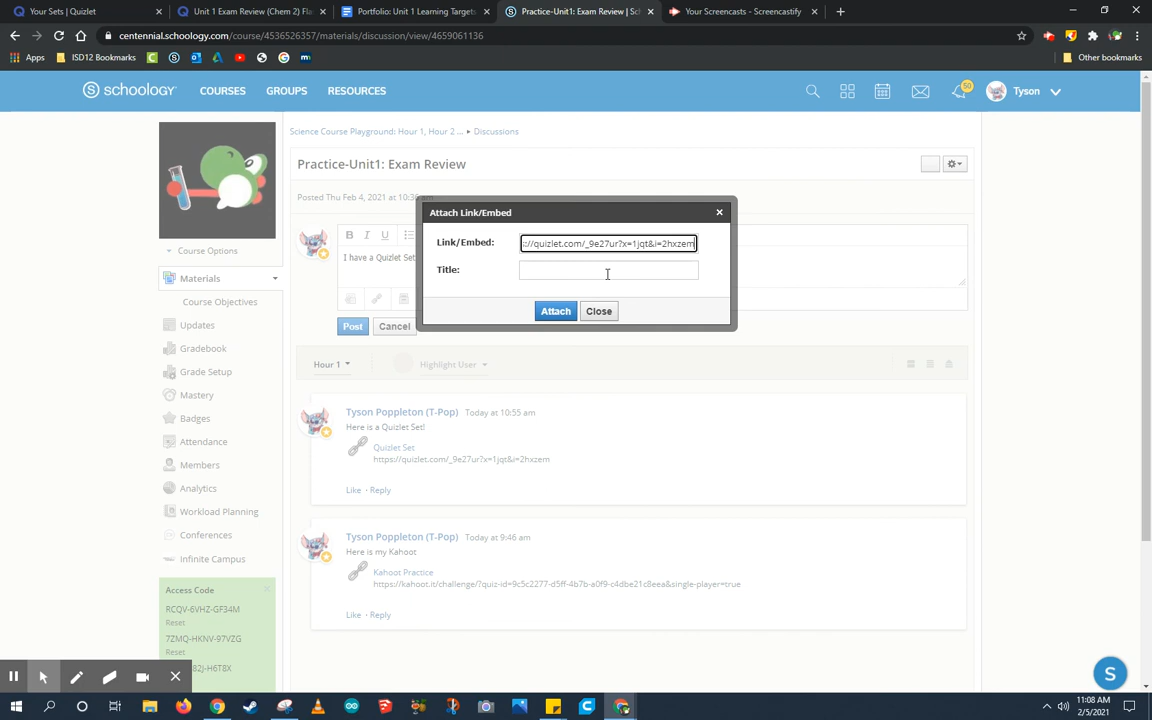 Your Sets | Quizlet
Unit 1 Exam Review (Chem 2) Fla
Portfolio: Unit 1 Learning Targets
Practice-Unit1: Exam Review | Sc
Your Screencasts - Screencastify
centennial.schoology.com/course/4536526357/materials/discussion/view/4659061136
Apps
ISD12 Bookmarks
Other bookmarks
schoology
COURSES
GROUPS
RESOURCES
50
Tyson
Science Course Playground: Hour 1, Hour 2 ... ▸ Discussions
Practice-Unit1: Exam Review
Posted Thu Feb 4, 2021 at 10:3
B I U
I have a Quizlet Set
Post
Cancel
Attach Link/Embed
Link/Embed:
://quizlet.com/_9e27ur?x=1jqt&i=2hxzem
Title:
Attach
Close
Course Options
Materials
Course Objectives
Updates
Gradebook
Grade Setup
Mastery
Badges
Attendance
Members
Analytics
Workload Planning
Conferences
Infinite Campus
Access Code
RCQV-6VHZ-GF34M
Reset
7ZMQ-HKNV-97VZG
Reset
82J-H6T8X
Hour 1
Highlight User
Tyson Poppleton (T-Pop) Today at 10:55 am
Here is a Quizlet Set!
Quizlet Set
https://quizlet.com/_9e27ur?x=1jqt&i=2hxzem
Like · Reply
Tyson Poppleton (T-Pop) Today at 9:46 am
Here is my Kahoot
Kahoot Practice
https://kahoot.it/challenge/?quiz-id=9c5c2277-d5ff-4b7b-a0f9-c4dbe21c8eea&single-player=true
Like · Reply
S
11:08 AM
2/5/2021